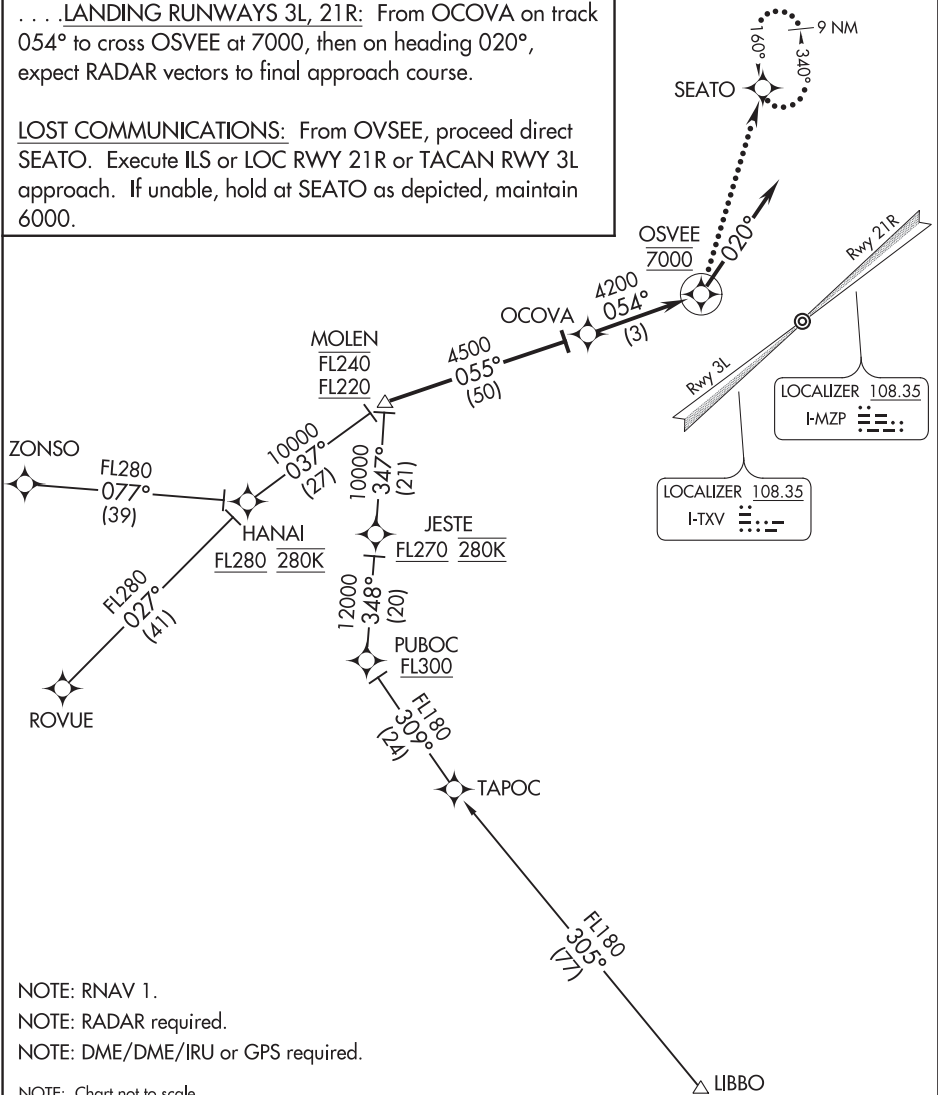 . . . .LANDING RUNWAYS 3L, 21R: From OCOVA on track
054° to cross OSVEE at 7000, then on heading 020°,
expect RADAR vectors to final approach course.
LOST COMMUNICATIONS: From OVSEE, proceed direct
SEATO. Execute ILS or LOC RWY 21R or TACAN RWY 3L
approach. If unable, hold at SEATO as depicted, maintain
6000.
9 NM
160°
340°
SEATO
OSVEE
7000
020°
Rwy 21R
Rwy 3L
LOCALIZER 108.35
I-MZP
LOCALIZER 108.35
I-TXV
OCOVA
4200
054°
(3)
MOLEN
FL240
FL220
4500
055°
(50)
ZONSO
FL280
077°
(39)
10000
037°
(27)
10000
347°
(21)
HANAI
FL280 280K
JESTE
FL270 280K
FL280
027°
(41)
ROVUE
12000
348°
(20)
PUBOC
FL300
FL180
309°
(24)
TAPOC
FL180
305°
(77)
LIBBO
NOTE: RNAV 1.
NOTE: RADAR required.
NOTE: DME/DME/IRU or GPS required.
NOTE: Chart not to scale